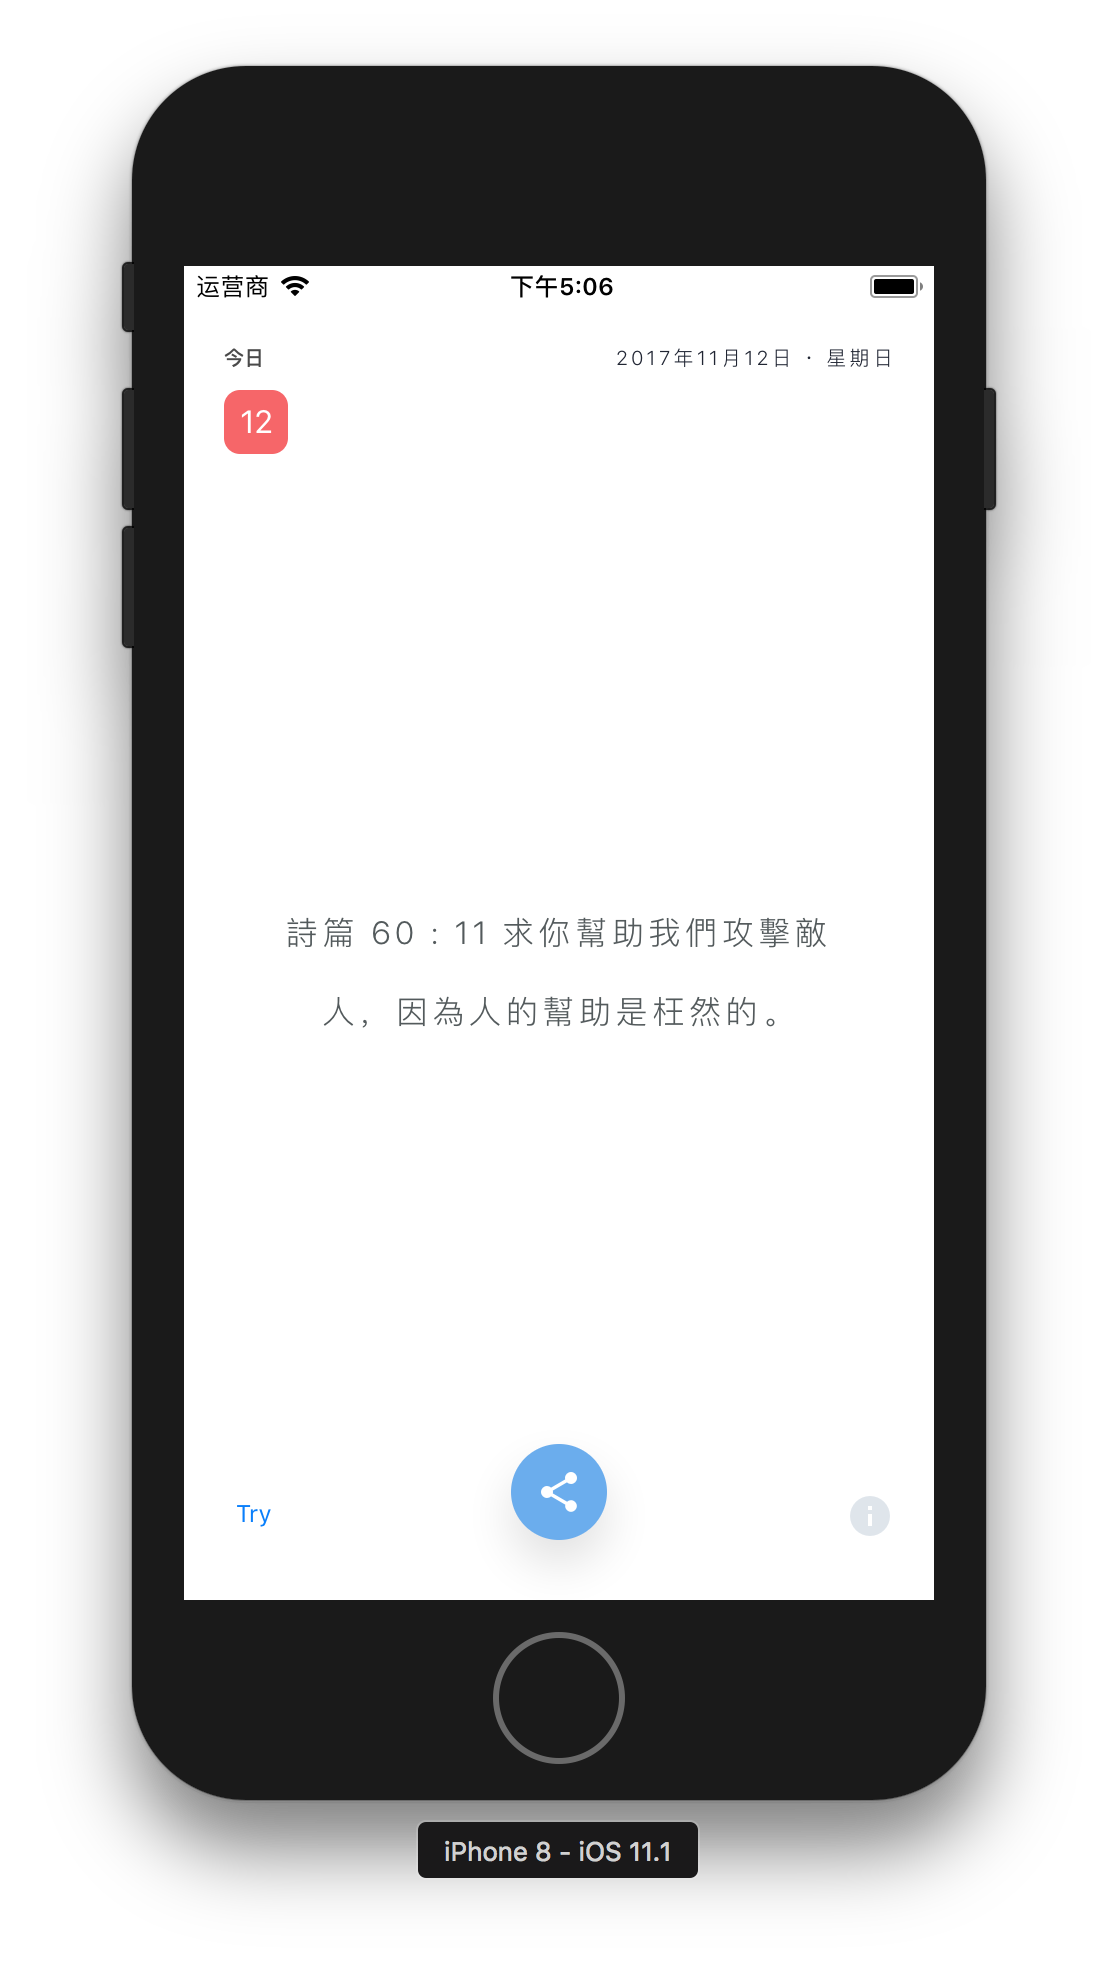 运营商 下午5:06
今日 2017年11月12日 · 星期日
12
詩篇 60 : 11 求你幫助我們攻擊敵
人，因為人的幫助是枉然的。
Try
iPhone 8 - iOS 11.1